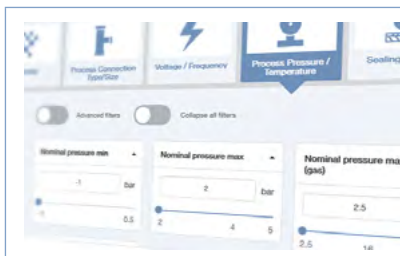 Process Connection
Type/Size
Voltage / Frequency
Process Pressure /
Temperature
Sealing
Advanced filters
Collapse all filters
Nominal pressure min
-1
bar
-1
0.5
Nominal pressure max
2
bar
2
4
5
Nominal pressure ma
(gas)
2.5
2.5
16